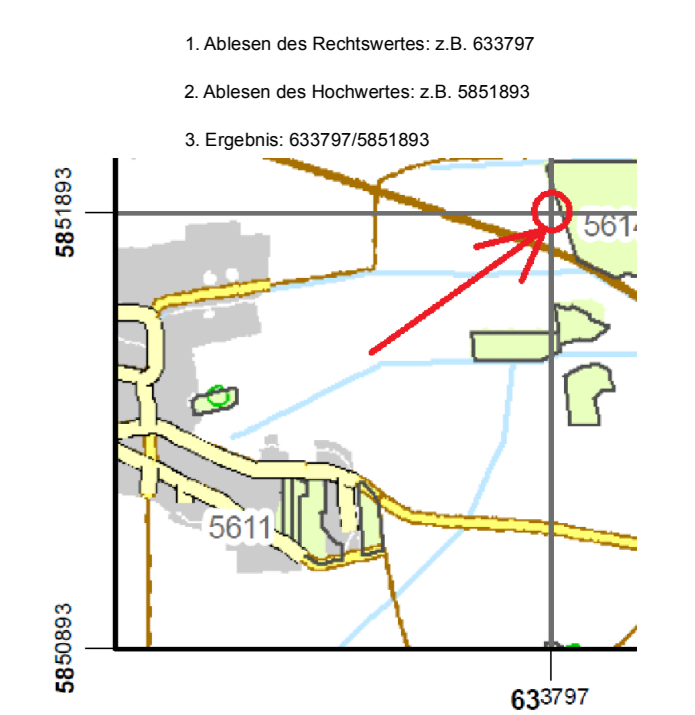 1. Ablesen des Rechtswertes: z.B. 633797
2. Ablesen des Hochwertes: z.B. 5851893
3. Ergebnis: 633797/5851893
5851893
5614
5611
5850893
633797